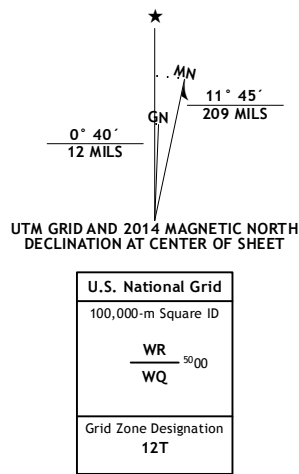 ★
MN
GN
0° 40´
12 MILS
11° 45´
209 MILS
UTM GRID AND 2014 MAGNETIC NORTH
DECLINATION AT CENTER OF SHEET
U.S. National Grid
100,000-m Square ID
WR
5000
WQ
Grid Zone Designation
12T